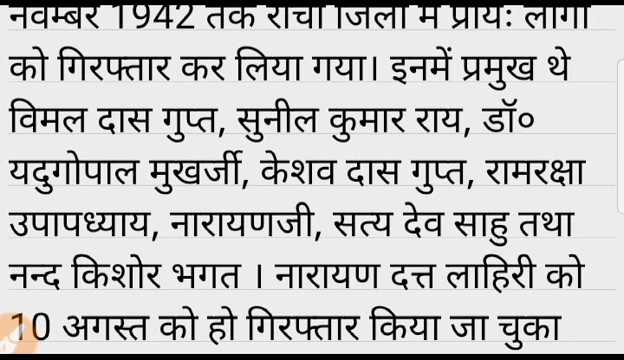 नवम्बर 1942 तक रांची जिला में प्रायः लोगों
को गिरफ्तार कर लिया गया। इनमें प्रमुख थे
विमल दास गुप्त, सुनील कुमार राय, डॉ०
यदुगोपाल मुखर्जी, केशव दास गुप्त, रामरक्षा
उपापध्याय, नारायणजी, सत्य देव साहु तथा
नन्द किशोर भगत । नारायण दत्त लाहिरी को
10 अगस्त को हो गिरफ्तार किया जा चुका